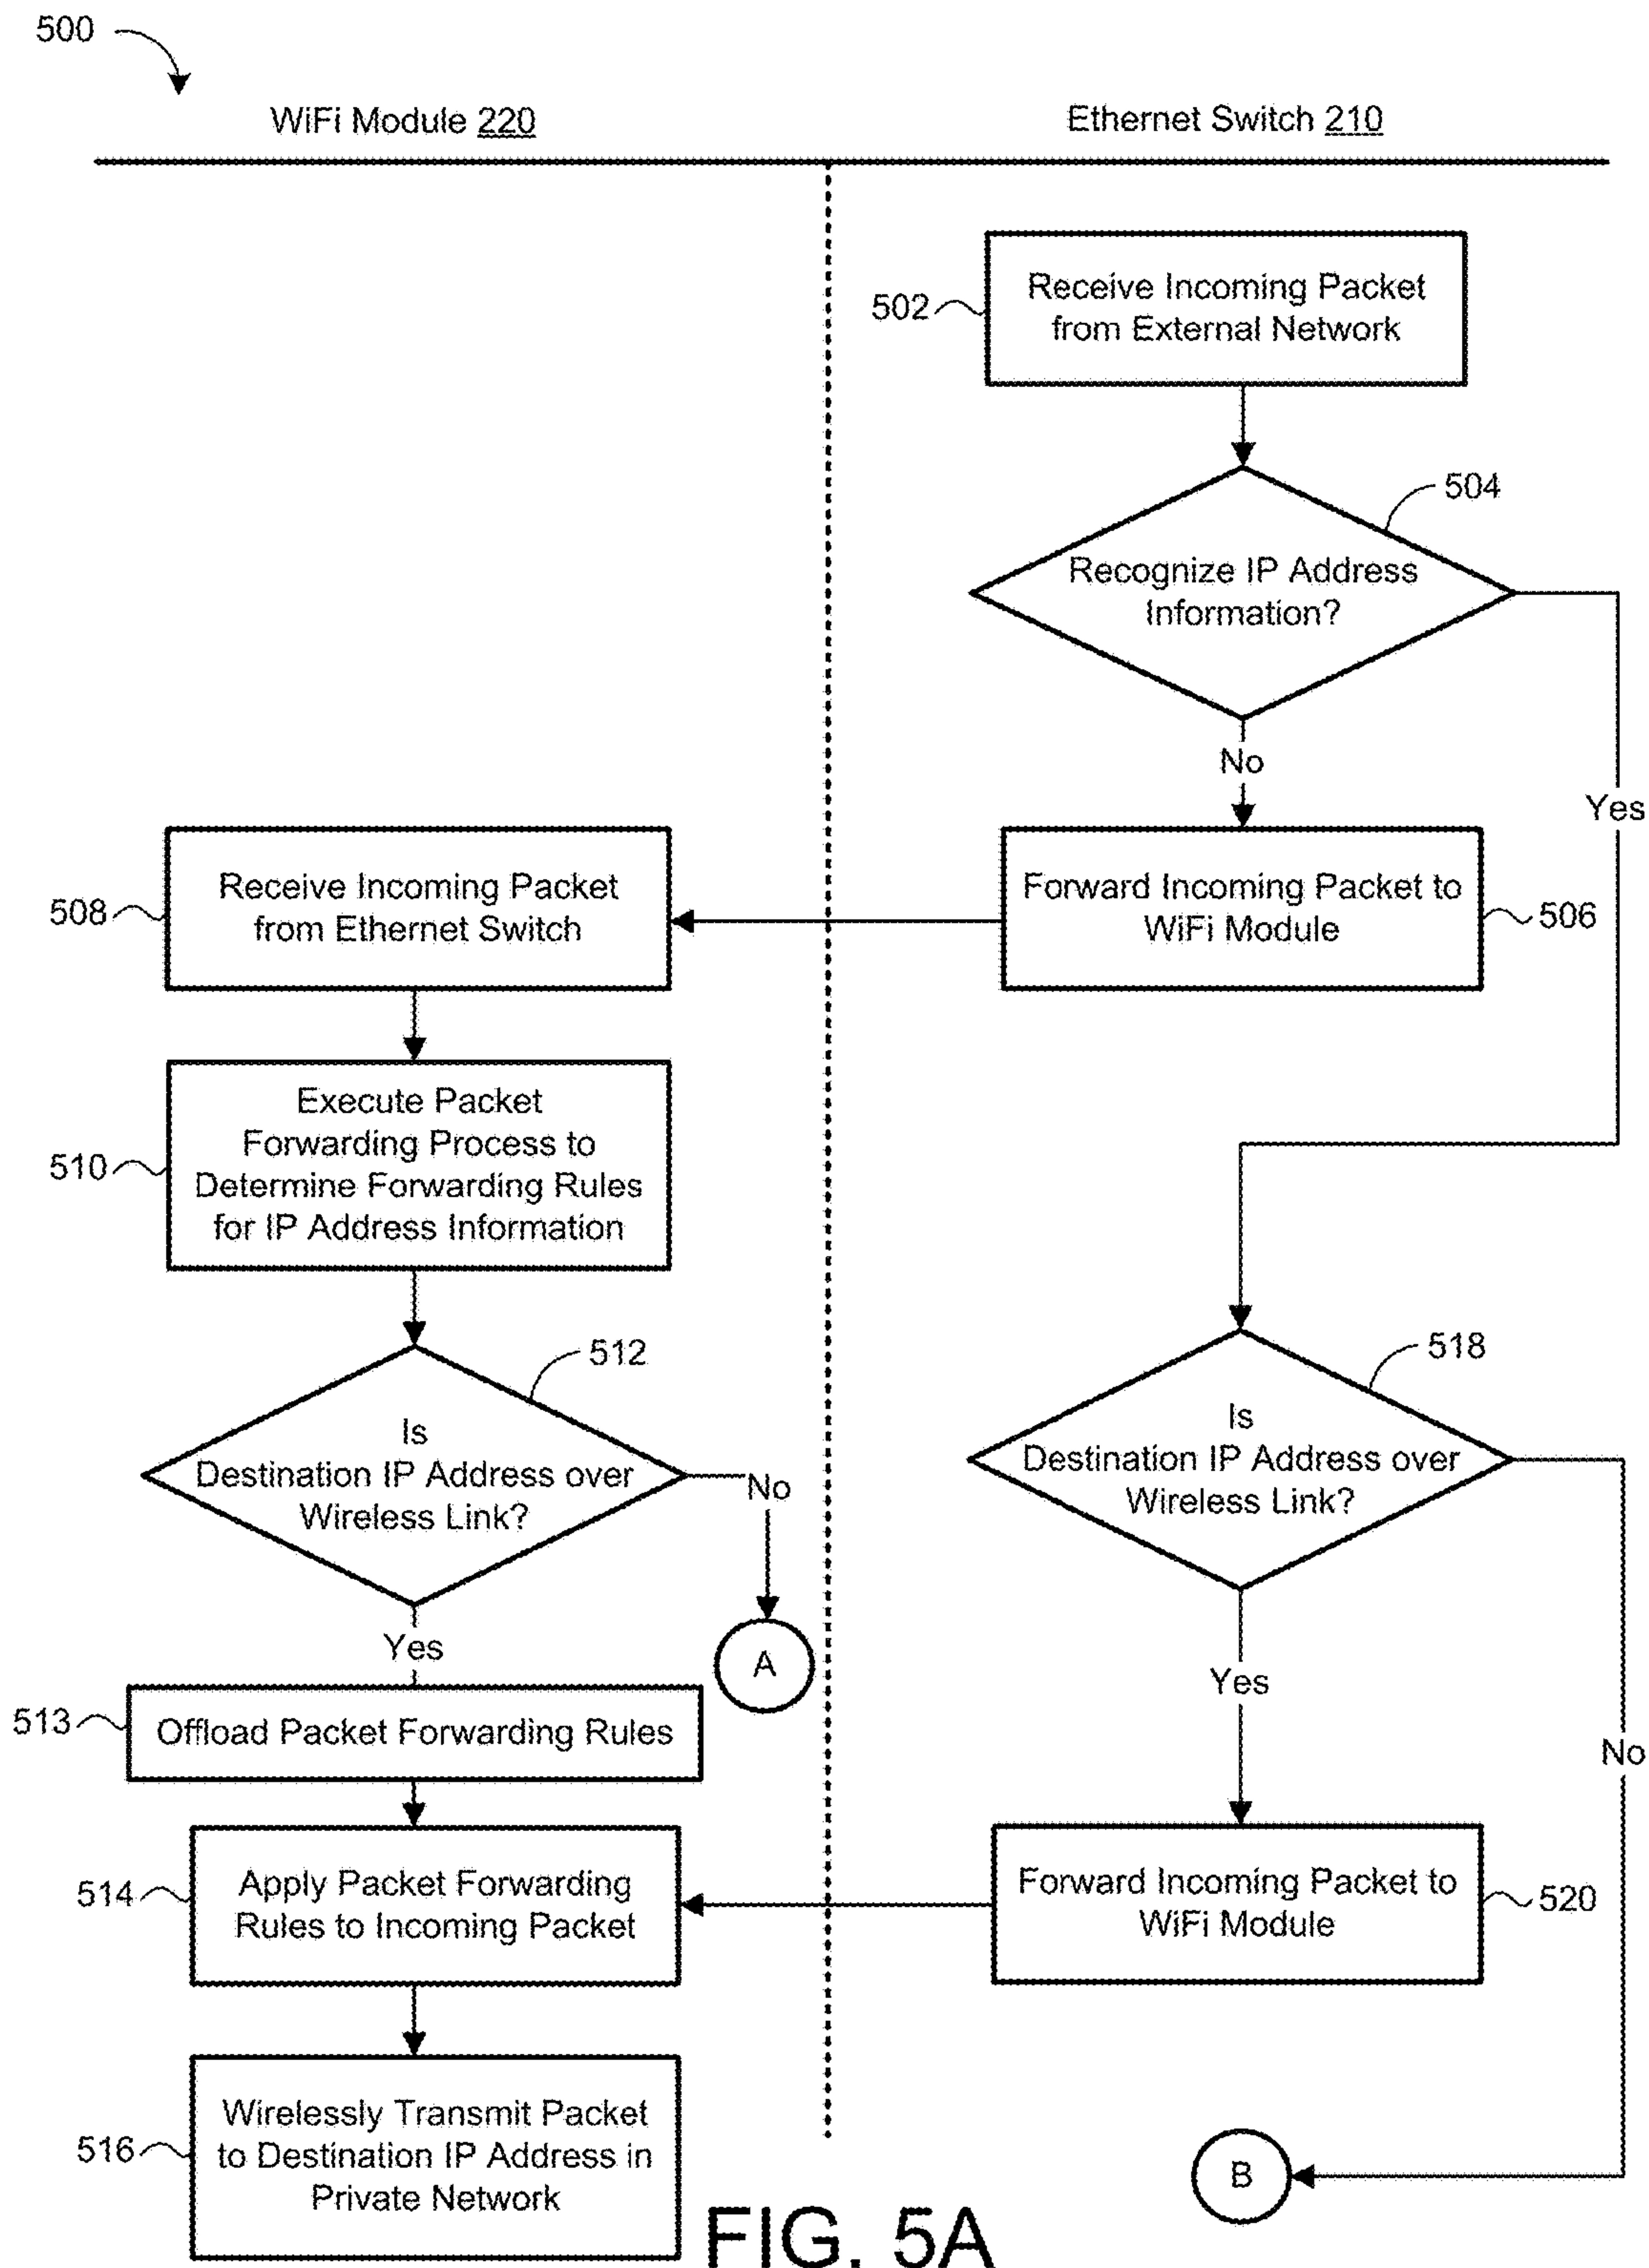 500
WiFi Module 220
Ethernet Switch 210
502
Receive Incoming Packet
from External Network
504
Recognize IP Address
Information?
No
Yes
508
Receive Incoming Packet
from Ethernet Switch
Forward Incoming Packet to
WiFi Module
506
510
Execute Packet
Forwarding Process to
Determine Forwarding Rules
for IP Address Information
512
Is
Destination IP Address over
Wireless Link?
No
A
Yes
518
Is
Destination IP Address over
Wireless Link?
Yes
No
513
Offload Packet Forwarding Rules
514
Apply Packet Forwarding
Rules to Incoming Packet
Forward Incoming Packet to
WiFi Module
520
516
Wirelessly Transmit Packet
to Destination IP Address in
Private Network
B
FIG. 5A